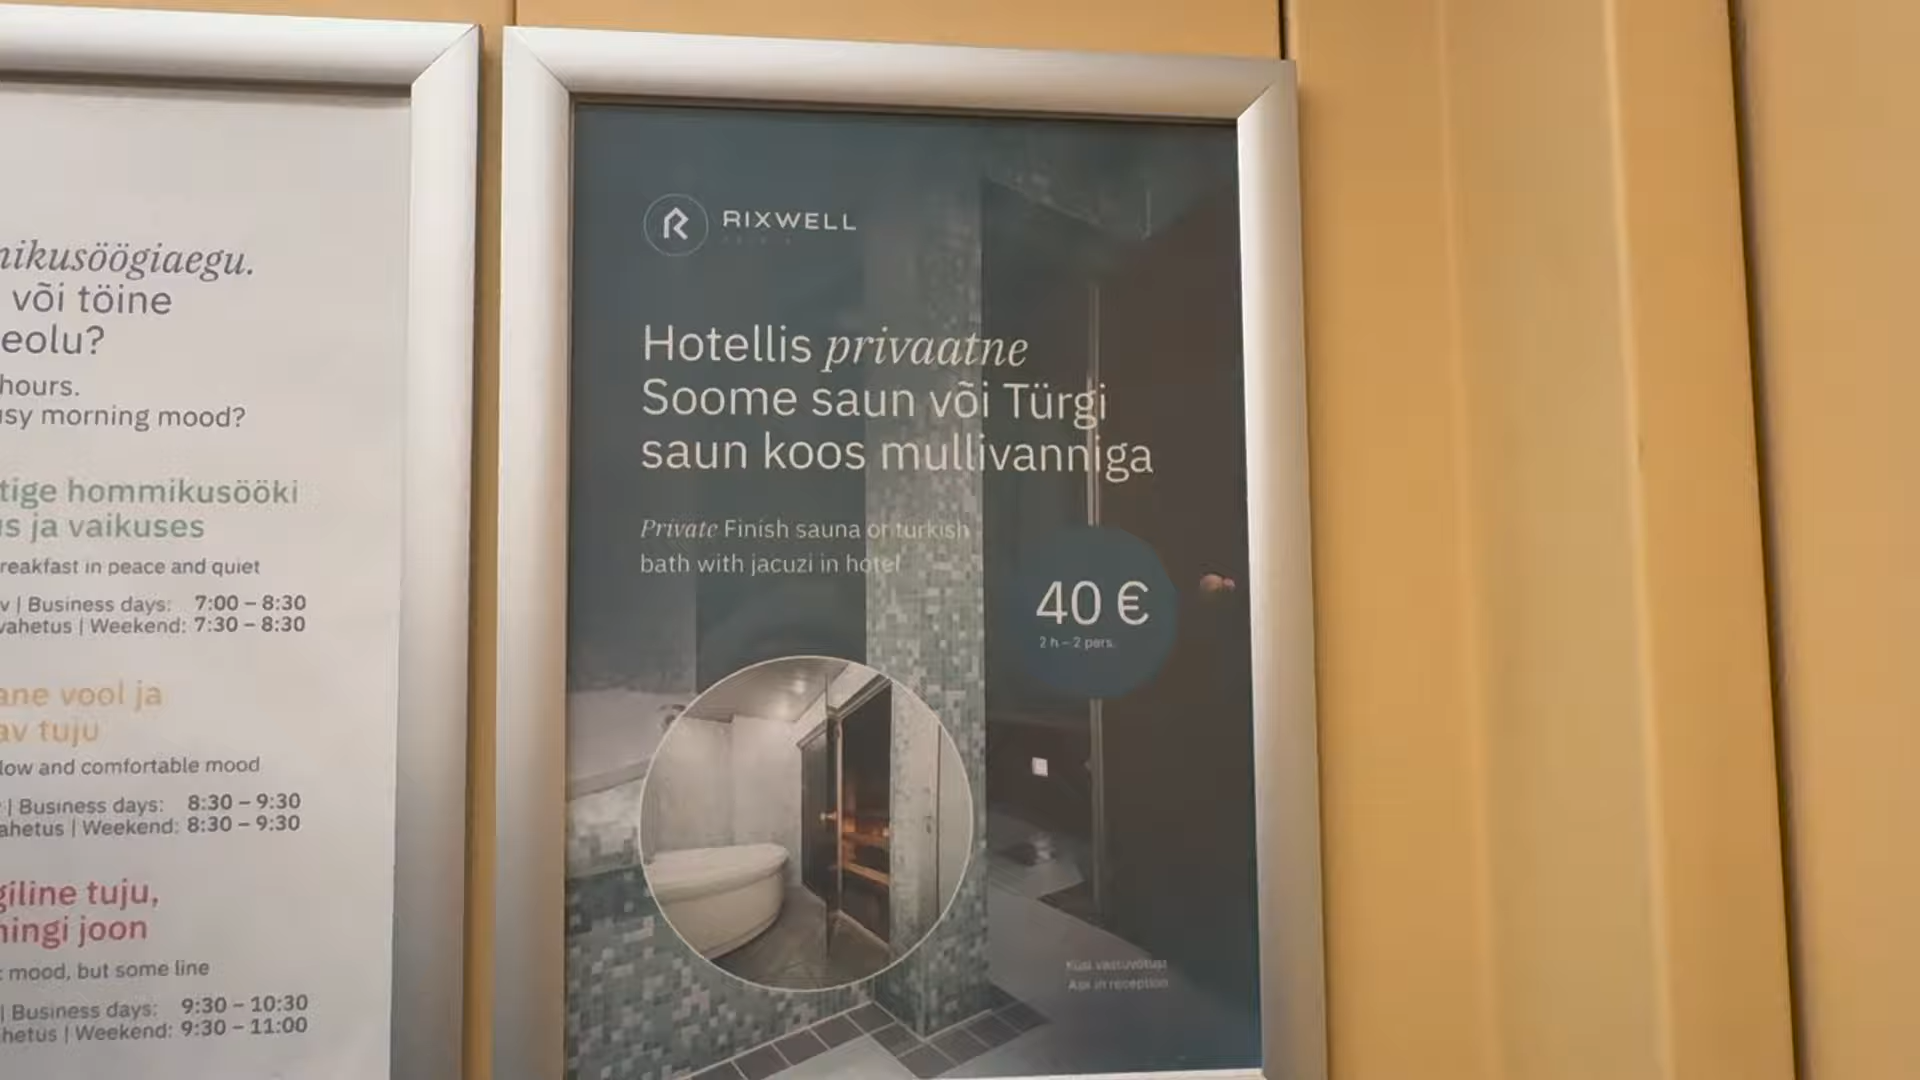 mikusöögiaegu.
või töine
eolu?
hours.
usy morning mood?
tige hommikusööki
us ja vaikuses
reakfast in peace and quiet
v | Business days: 7:00 – 8:30
vahetus | Weekend: 7:30 – 8:30
ane vool ja
av tuju
low and comfortable mood
| Business days: 8:30 – 9:30
ahetus | Weekend: 8:30 – 9:30
giline tuju,
ningi joon
t mood, but some line
| Business days: 9:30 – 10:30
hetus | Weekend: 9:30 – 11:00
RIXWELL
Hotellis privaatne
Soome saun või Türgi
saun koos mullivanniga
Private Finish sauna or turkish
bath with jacuzi in hotel
40 €
2 h – 2 pers.
Küsi vastuvõtust
Ask in reception